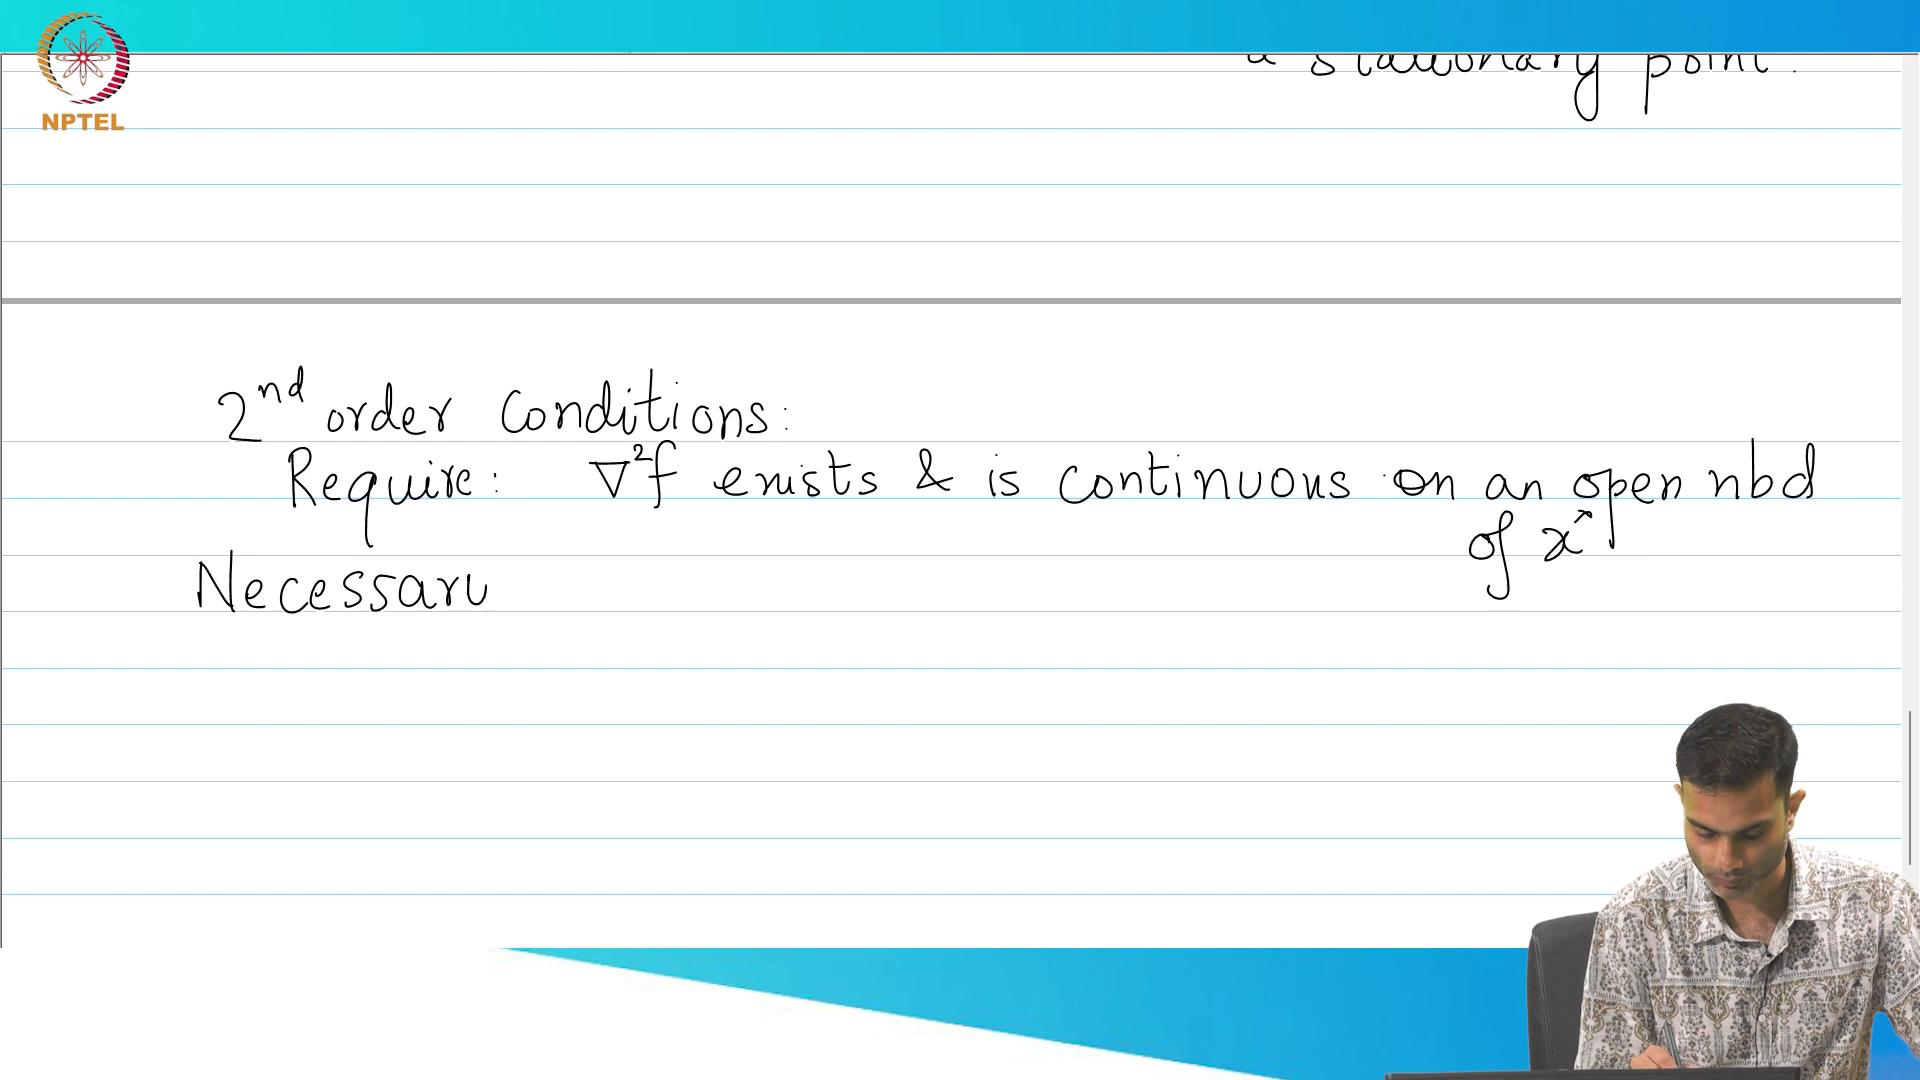 NPTEL
a stationary point.
2nd order Conditions:
Require: ∇²f exists & is continuous on an open nbd
of x*
Necessary